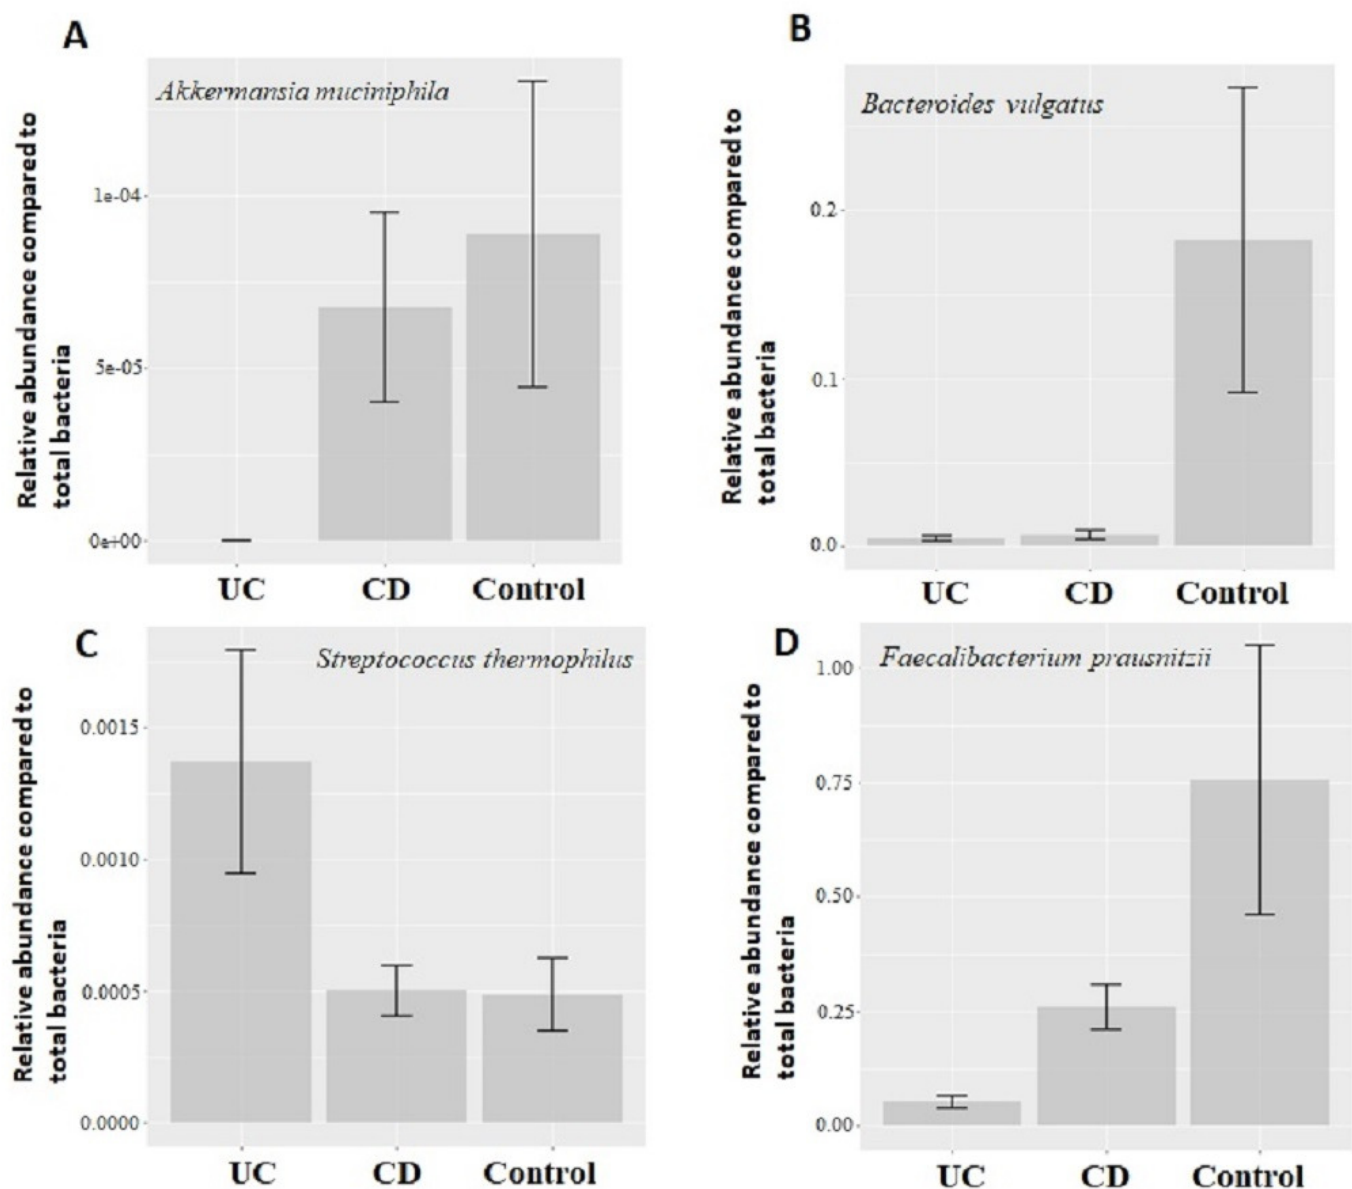 A
Akkermansia muciniphila
Relative abundance compared to
total bacteria
1e-04
5e-05
0e+00
UC CD Control
B
Bacteroides vulgatus
Relative abundance compared to
total bacteria
0.2
0.1
0.0
UC CD Control
C
Streptococcus thermophilus
Relative abundance compared to
total bacteria
0.0015
0.0010
0.0005
0.0000
UC CD Control
D
Faecalibacterium prausnitzii
Relative abundance compared to
total bacteria
1.00
0.75
0.50
0.25
0.00
UC CD Control